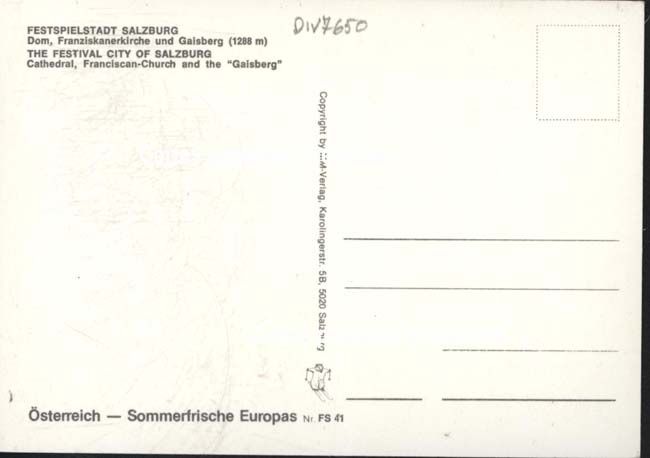 FESTSPIELSTADT SALZBURG
Dom, Franziskanerkirche und Gaisberg (1288 m)
THE FESTIVAL CITY OF SALZBURG
Cathedral, Franciscan-Church and the "Gaisberg"
DIV7650
Copyright by -Verlag, Karolingerstr. 5B, 5020
Österreich — Sommerfrische Europas Nr. FS 41